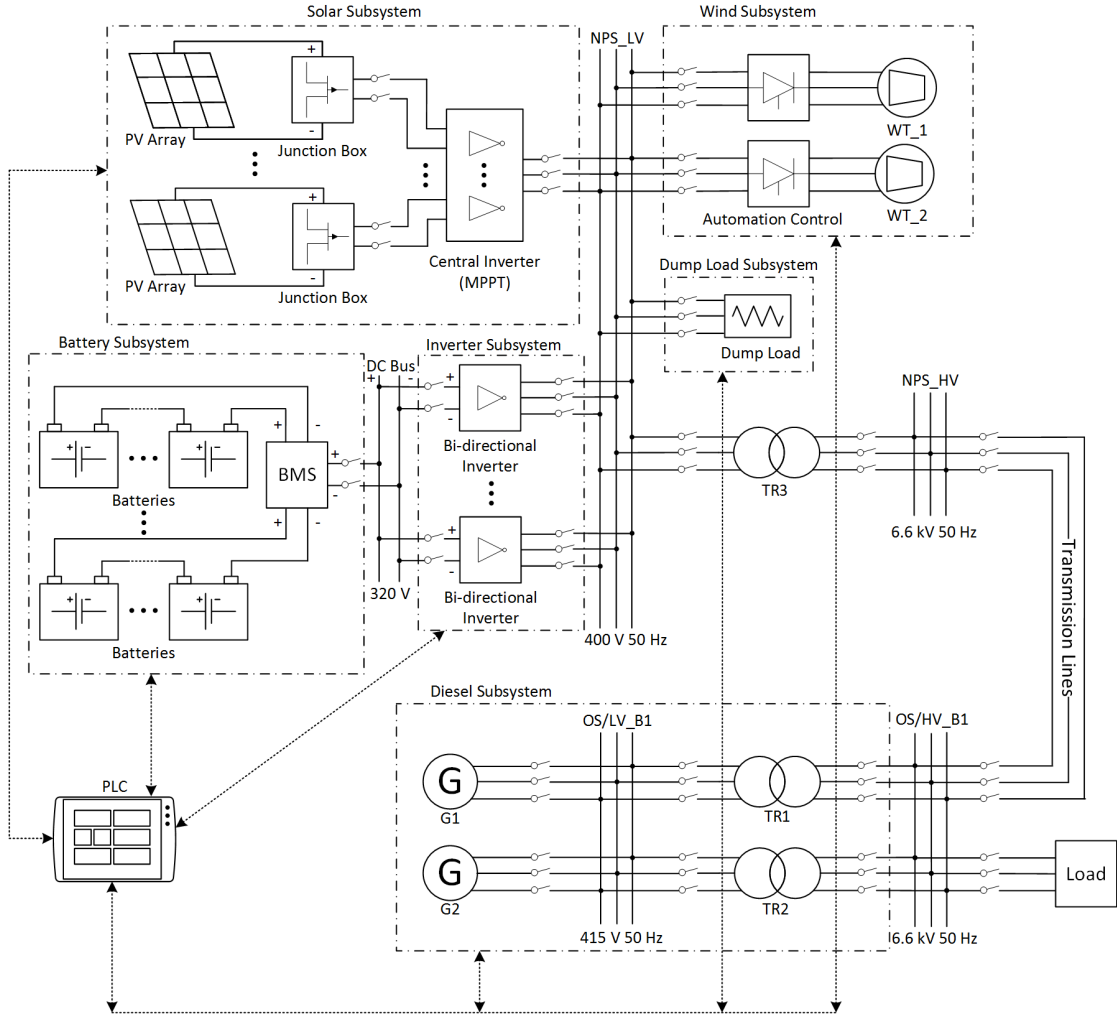 Solar Subsystem
Wind Subsystem
NPS_LV
+
-
PV Array
Junction Box
WT_1
+
-
PV Array
Junction Box
Central Inverter
(MPPT)
Automation Control
WT_2
Dump Load Subsystem
Dump Load
Battery Subsystem
DC Bus
+
-
Inverter Subsystem
NPS_HV
+
-
+ -
+ -
+
-
Bi-directional
Inverter
BMS
+
-
Batteries
TR3
+
-
+ -
+ -
+
-
Batteries
Bi-directional
Inverter
320 V
400 V 50 Hz
6.6 kV 50 Hz
Transmission Lines
Diesel Subsystem
OS/LV_B1
OS/HV_B1
PLC
G
G1
TR1
G
G2
TR2
Load
415 V 50 Hz
6.6 kV 50 Hz